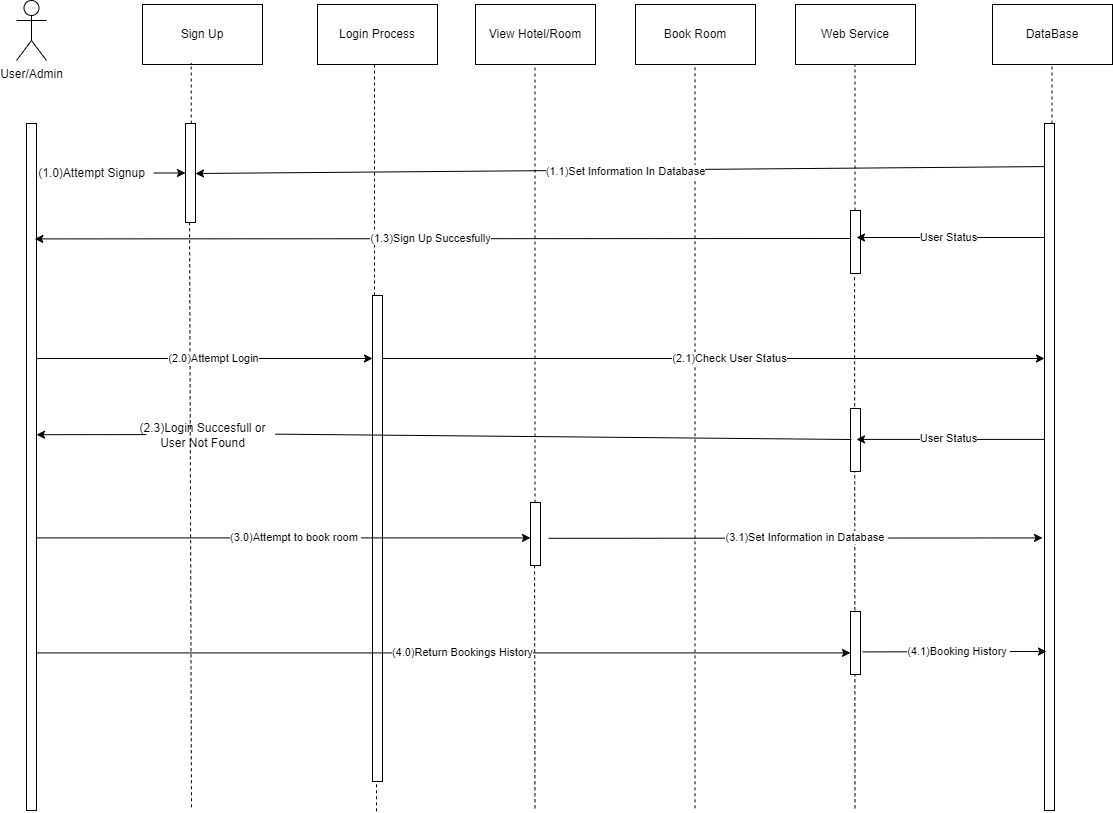 Sign Up
Login Process
View Hotel/Room
Book Room
Web Service
DataBase
User/Admin
(1.0)Attempt Signup
(1.1)Set Information In Database
(1.3)Sign Up Succesfully
User Status
(2.0)Attempt Login
(2.1)Check User Status
(2.3)Login Succesfull or
User Not Found
User Status
(3.0)Attempt to book room
(3.1)Set Information in Database
(4.0)Return Bookings History
(4.1)Booking History